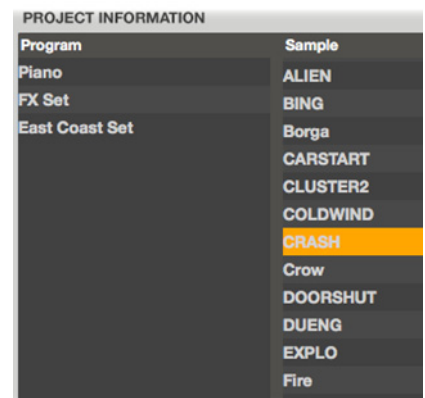 PROJECT INFORMATION
Program
Piano
FX Set
East Coast Set
Sample
ALIEN
BING
Borga
CARSTART
CLUSTER2
COLDWIND
CRASH
Crow
DOORSHUT
DUENG
EXPLO
Fire